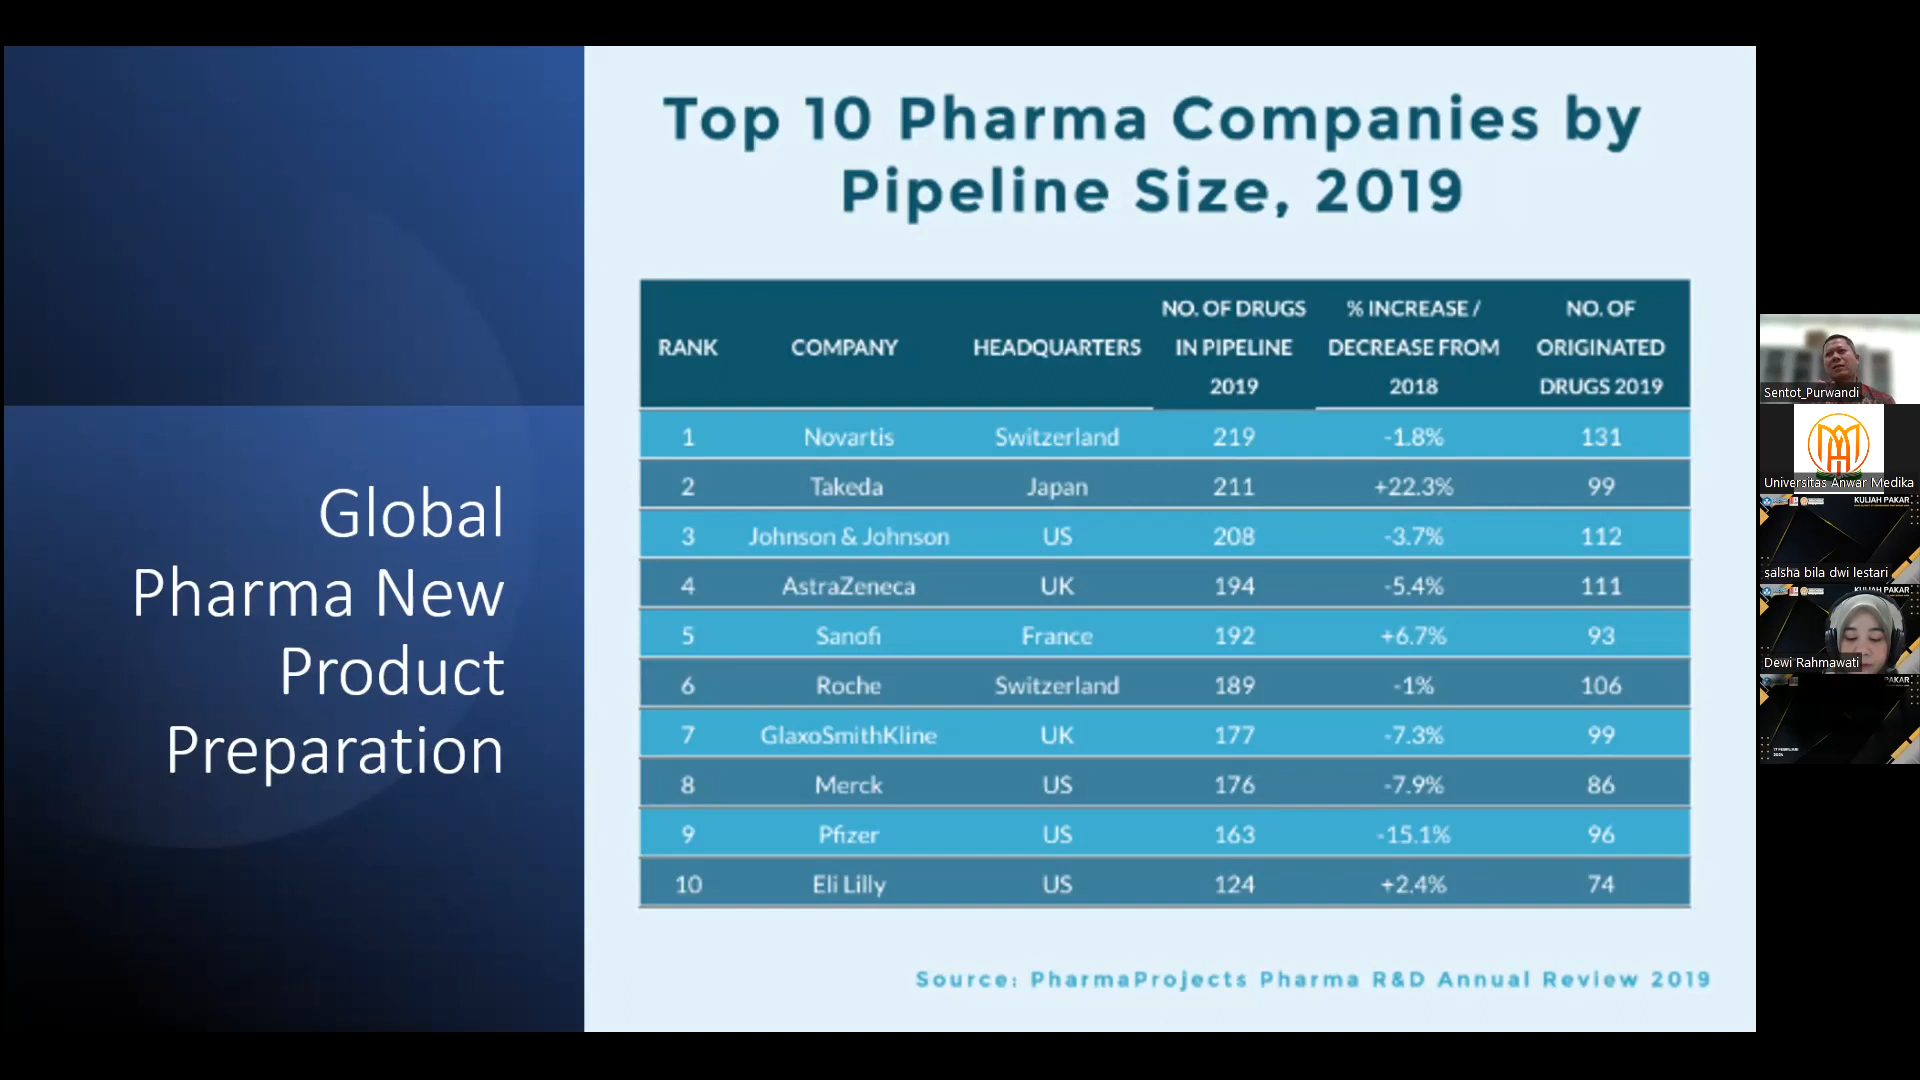 Global
Pharma New
Product
Preparation
Top 10 Pharma Companies by
Pipeline Size, 2019
RANK COMPANY HEADQUARTERS NO. OF DRUGS IN PIPELINE 2019 % INCREASE / DECREASE FROM 2018 NO. OF ORIGINATED DRUGS 2019
1 Novartis Switzerland 219 -1.8% 131
2 Takeda Japan 211 +22.3% 99
3 Johnson & Johnson US 208 -3.7% 112
4 AstraZeneca UK 194 -5.4% 111
5 Sanofi France 192 +6.7% 93
6 Roche Switzerland 189 -1% 106
7 GlaxoSmithKline UK 177 -7.3% 99
8 Merck US 176 -7.9% 86
9 Pfizer US 163 -15.1% 96
10 Eli Lilly US 124 +2.4% 74
Source: PharmaProjects Pharma R&D Annual Review 2019
Sentot_Purwandi
Universitas Anwar Medika
KULIAH PAKAR
salsha bila dwi lestari
KULIAH PAKAR
Dewi Rahmawati
PAKAR